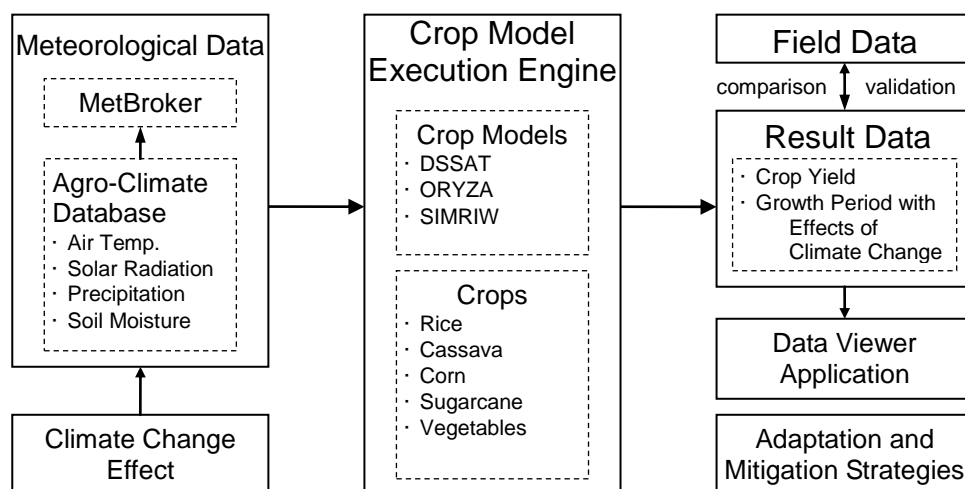 Meteorological Data
MetBroker
Agro-Climate
Database
· Air Temp.
· Solar Radiation
· Precipitation
· Soil Moisture
Climate Change
Effect
Crop Model
Execution Engine
Crop Models
· DSSAT
· ORYZA
· SIMRIW
Crops
· Rice
· Cassava
· Corn
· Sugarcane
· Vegetables
Field Data
comparison validation
Result Data
· Crop Yield
· Growth Period with
Effects of
Climate Change
Data Viewer
Application
Adaptation and
Mitigation Strategies